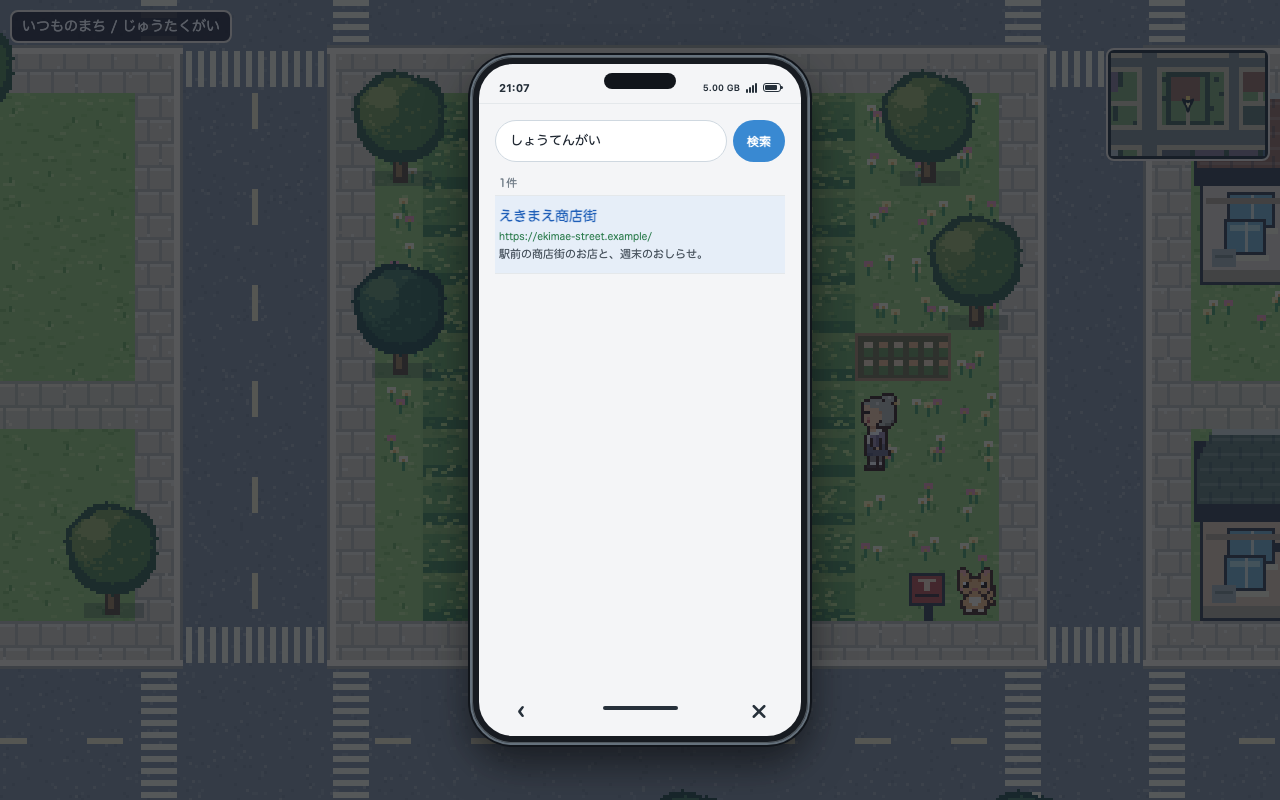 いつものまち / じゅうたくがい
21:07
5.00 GB
しょうてんがい
検索
1件
えきまえ商店街
https://ekimae-street.example/
駅前の商店街のお店と、週末のおしらせ。